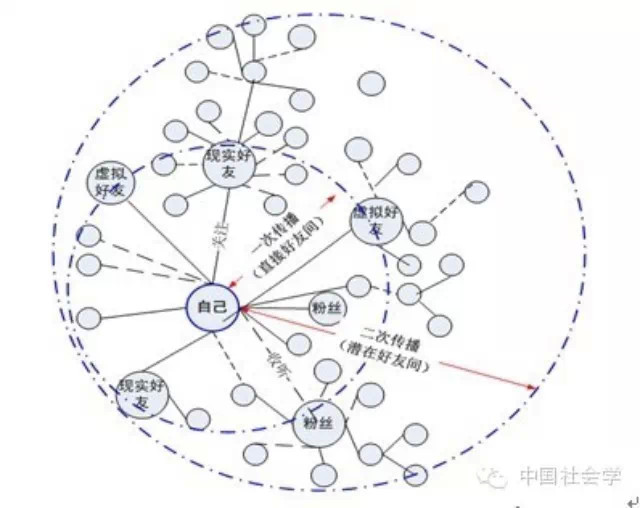 现实好
友
虚拟
好友
虚拟好
友
关注
一次传播
(直接好友间)
自己
粉丝
二次传播
(潜在好友间)
收听
现实好
友
粉丝
中国社会学